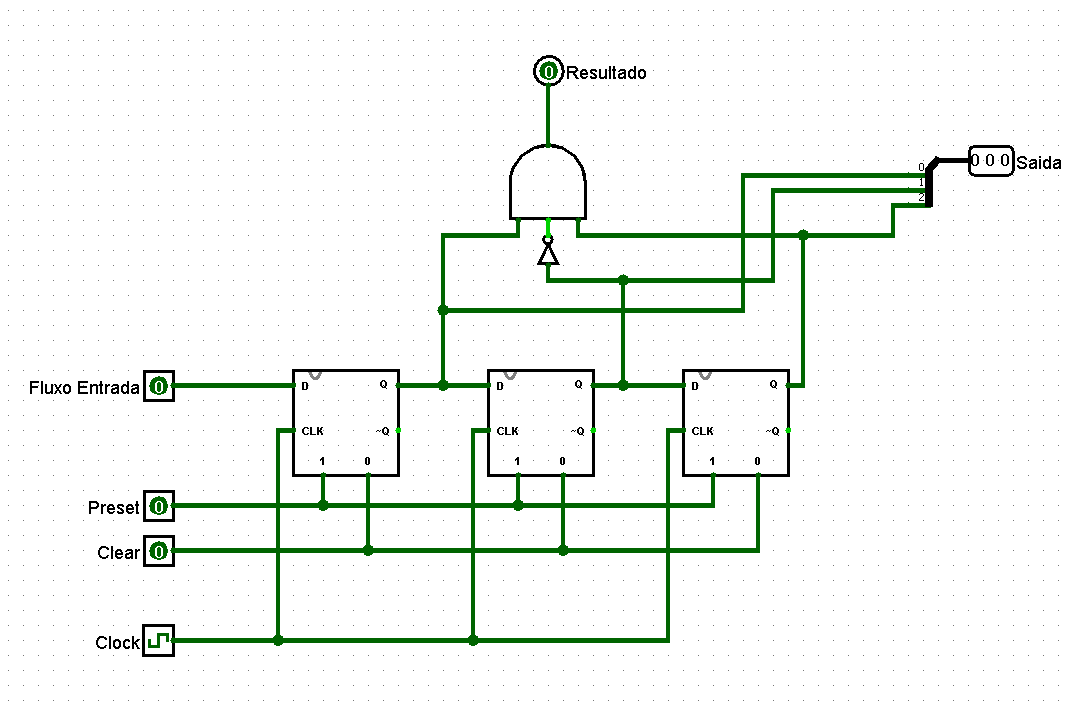 0 Resultado
0
0 0 0 Saida
1
2
Fluxo Entrada 0
D Q D Q D Q
CLK ~Q CLK ~Q CLK ~Q
1 0 1 0 1 0
Preset 0
Clear 0
Clock